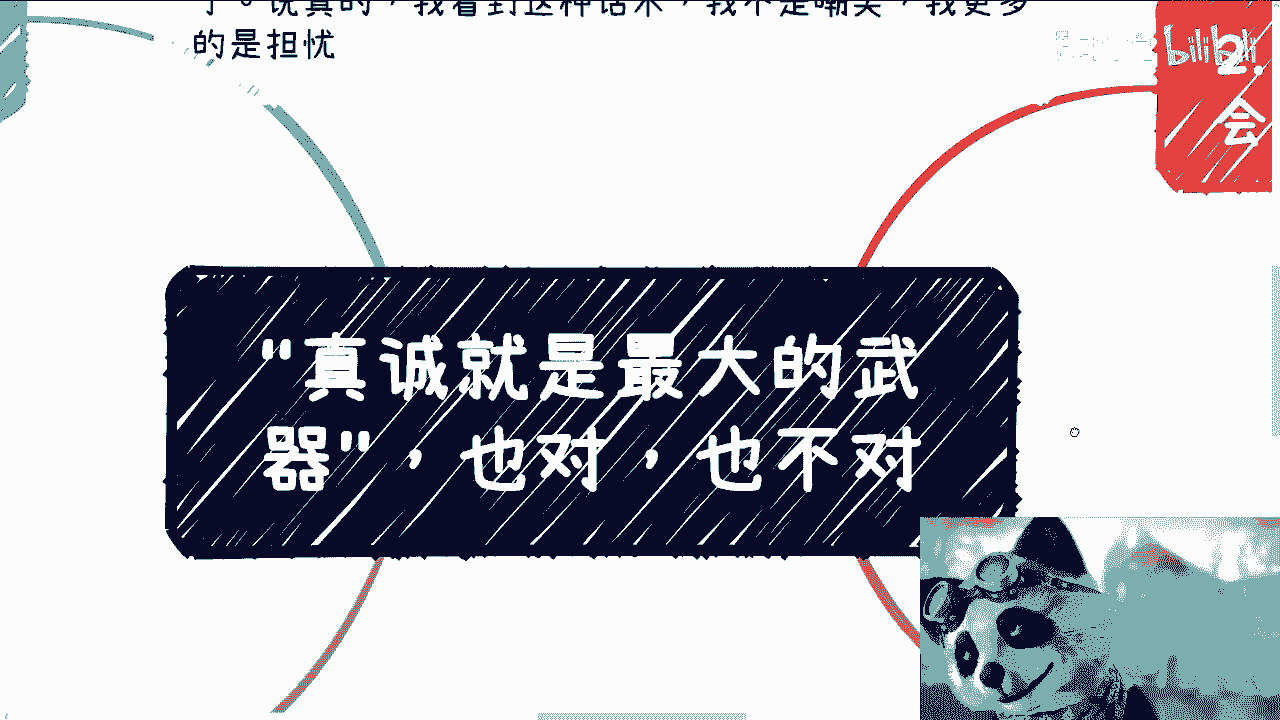 了。说真的，我看到这种话术，我不是嘲笑，我更多
的是担忧
bilibili
2.
会
"真诚就是最大的武
器"，也对，也不对